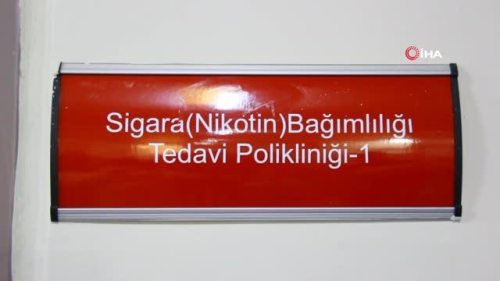 İHA
Sigara(Nikotin)Bağımlılığı
Tedavi Polikliniği-1